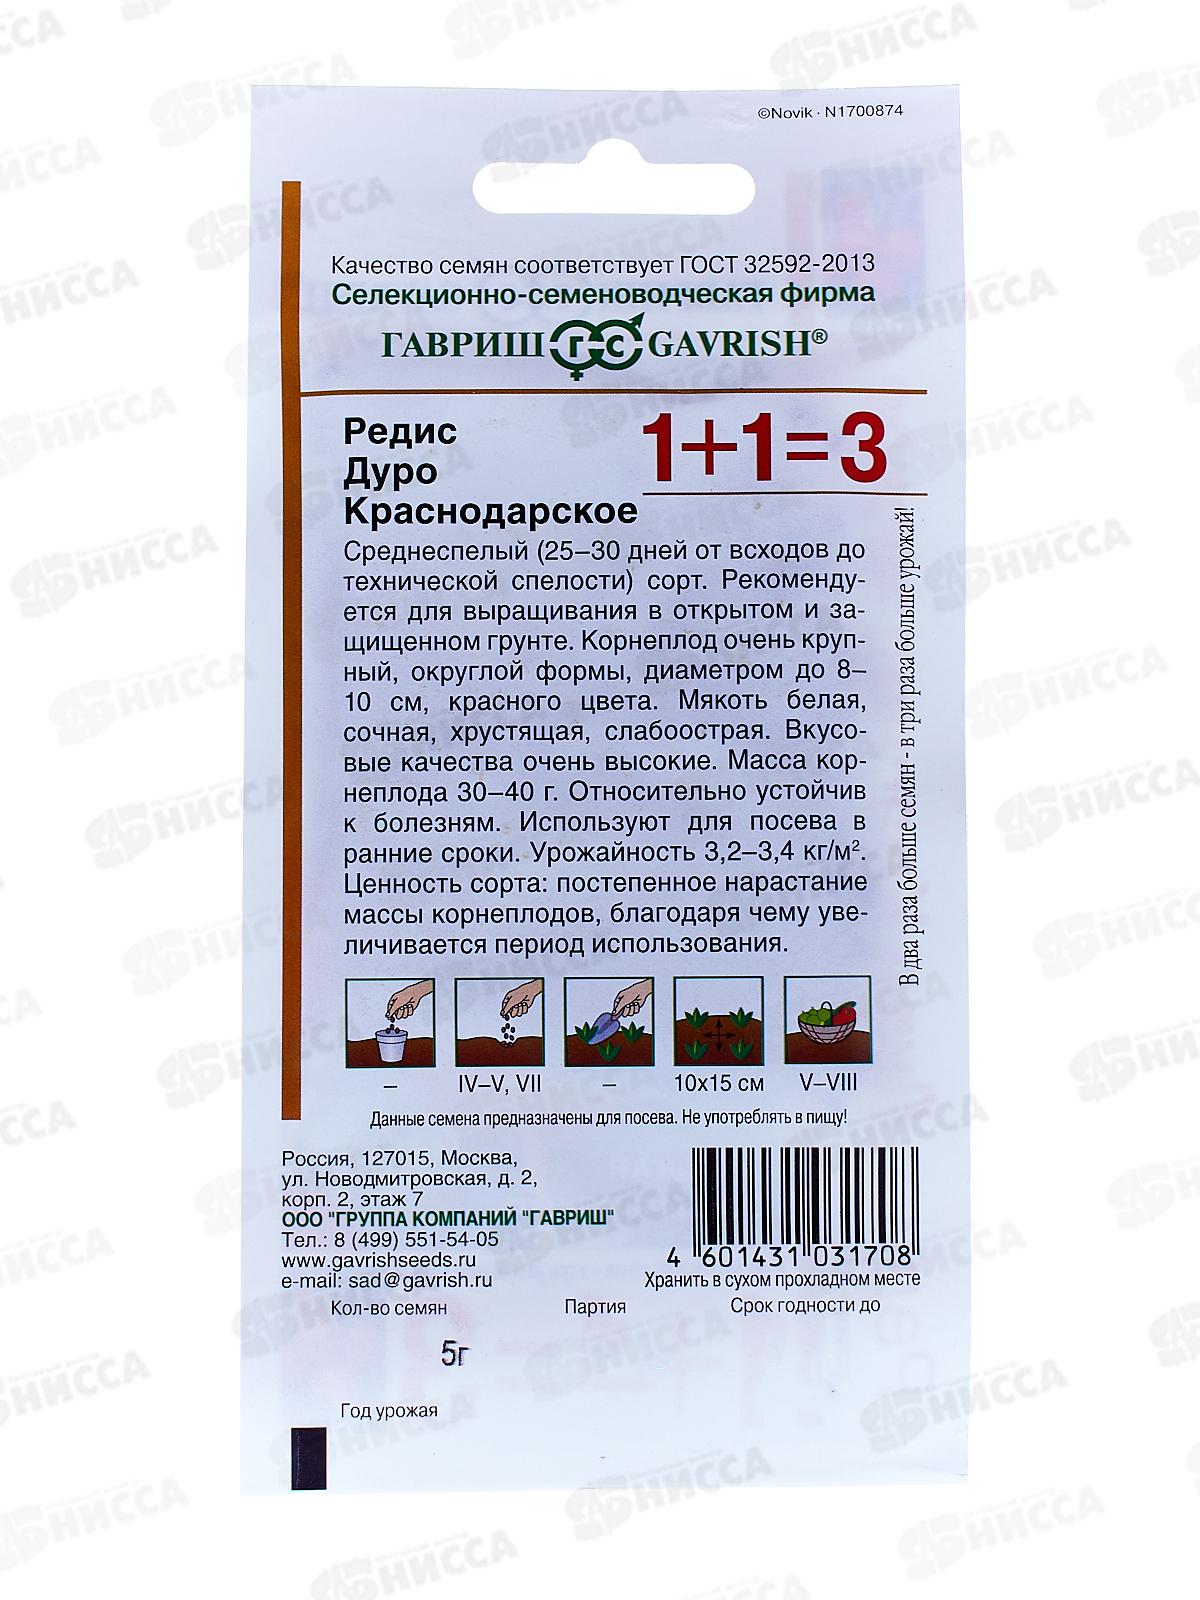 ©Novik · N1700874
Качество семян соответствует ГОСТ 32592-2013
Селекционно-семеноводческая фирма
ГАВРИШ ГС GAVRISH®
1+1=3
Редис
Дуро
Краснодарское
Среднеспелый (25–30 дней от всходов до
технической спелости) сорт. Рекоменду-
ется для выращивания в открытом и за-
щищенном грунте. Корнеплод очень круп-
ный, округлой формы, диаметром до 8–
10 см, красного цвета. Мякоть белая,
сочная, хрустящая, слабоострая. Вкусо-
вые качества очень высокие. Масса кор-
неплода 30–40 г. Относительно устойчив
к болезням. Используют для посева в
ранние сроки. Урожайность 3,2–3,4 кг/м².
Ценность сорта: постепенное нарастание
массы корнеплодов, благодаря чему уве-
личивается период использования.
В два раза больше семян - в три раза больше урожай!
– IV–V, VII – 10x15 см V–VIII
Данные семена предназначены для посева. Не употреблять в пищу!
Россия, 127015, Москва,
ул. Новодмитровская, д. 2,
корп. 2, этаж 7
ООО "ГРУППА КОМПАНИЙ "ГАВРИШ"
Тел.: 8 (499) 551-54-05
www.gavrishseeds.ru
e-mail: sad@gavrish.ru
4 601431 031708
Хранить в сухом прохладном месте
Кол-во семян Партия Срок годности до
5г
Год урожая
НИССА